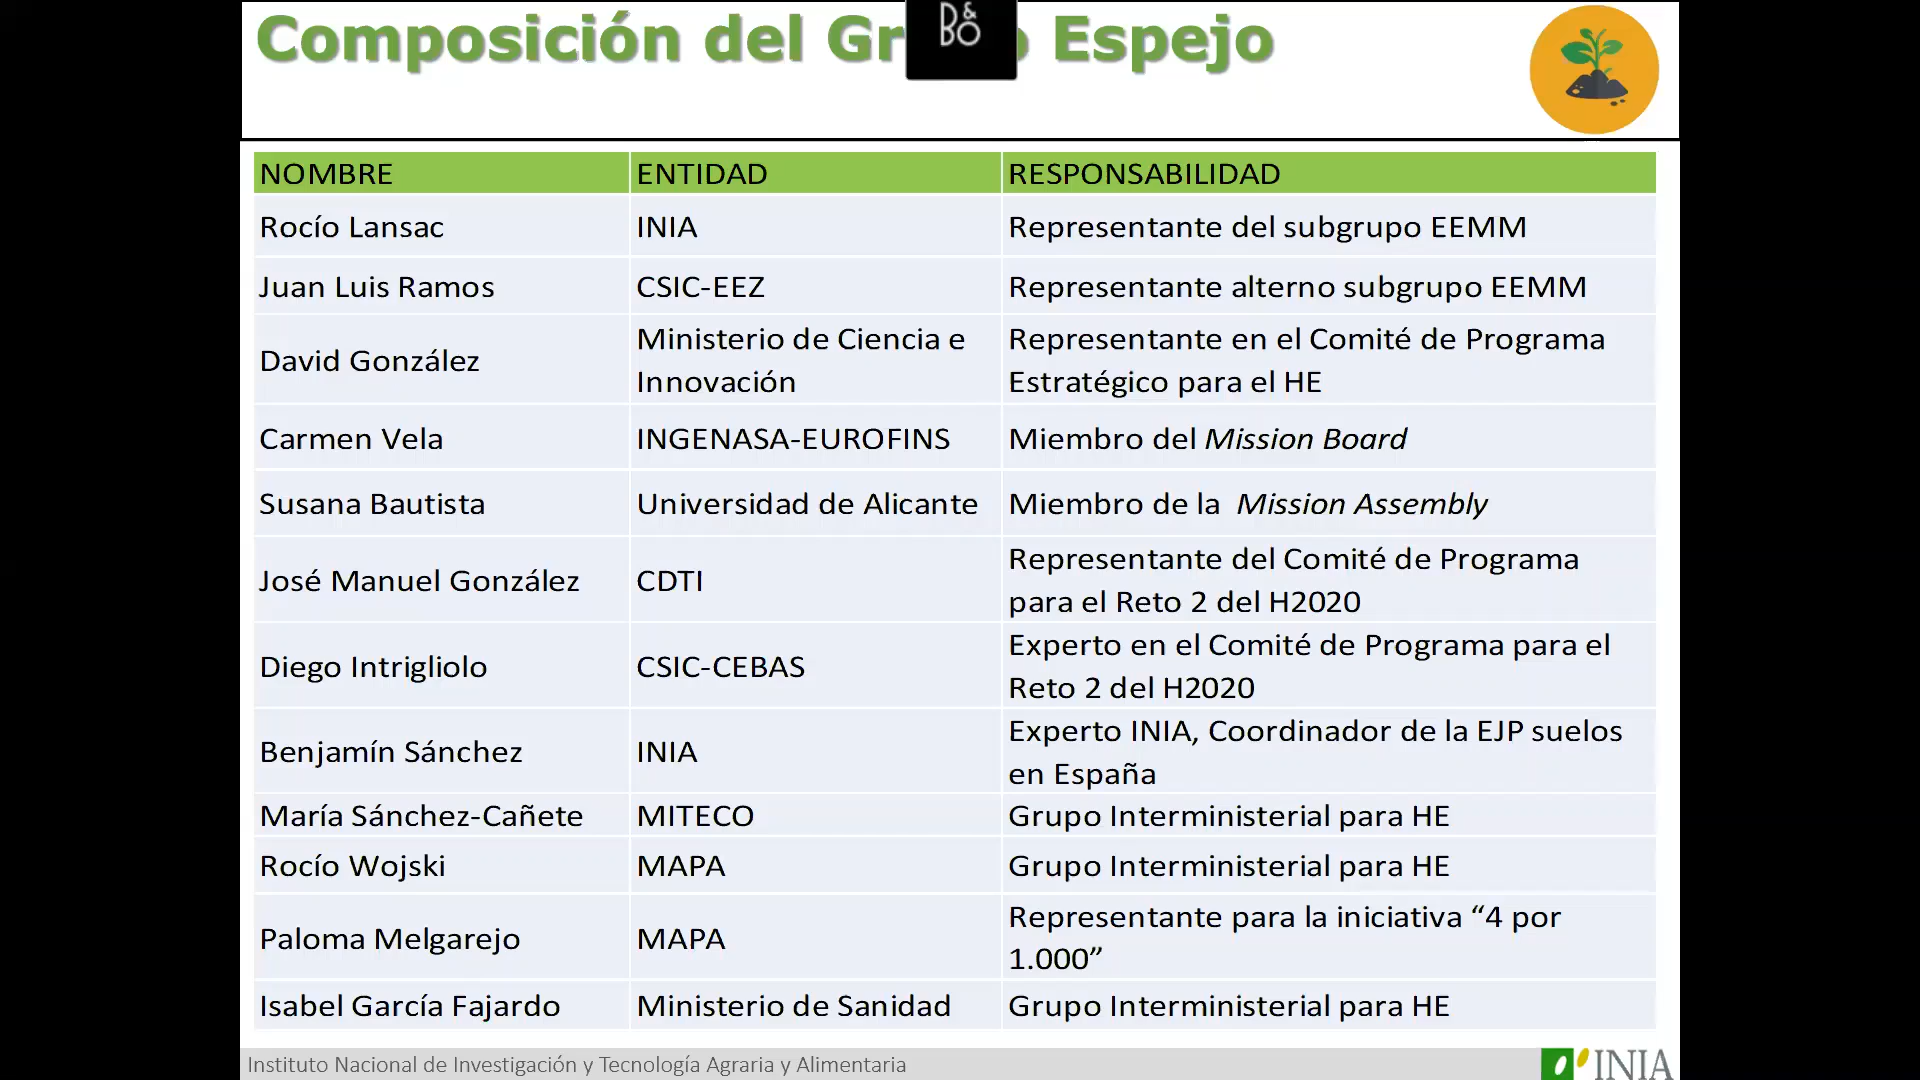 Composición del Gr o Espejo
B&O
NOMBRE ENTIDAD RESPONSABILIDAD
Rocío Lansac INIA Representante del subgrupo EEMM
Juan Luis Ramos CSIC-EEZ Representante alterno subgrupo EEMM
David González Ministerio de Ciencia e Innovación Representante en el Comité de Programa Estratégico para el HE
Carmen Vela INGENASA-EUROFINS Miembro del Mission Board
Susana Bautista Universidad de Alicante Miembro de la Mission Assembly
José Manuel González CDTI Representante del Comité de Programa para el Reto 2 del H2020
Diego Intrigliolo CSIC-CEBAS Experto en el Comité de Programa para el Reto 2 del H2020
Benjamín Sánchez INIA Experto INIA, Coordinador de la EJP suelos en España
María Sánchez-Cañete MITECO Grupo Interministerial para HE
Rocío Wojski MAPA Grupo Interministerial para HE
Paloma Melgarejo MAPA Representante para la iniciativa “4 por 1.000”
Isabel García Fajardo Ministerio de Sanidad Grupo Interministerial para HE
Instituto Nacional de Investigación y Tecnología Agraria y Alimentaria
INIA